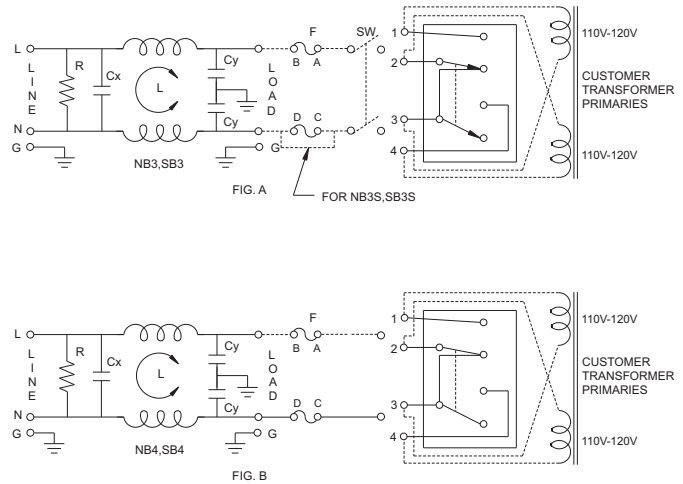 F
SW
1
110V-120V
L
Cy
B A
L
I
N
E
R
Cx
L
L
O
A
D
2
CUSTOMER
TRANSFORMER
PRIMARIES
Cy
D C
3
N
G
G
4
110V-120V
NB3,SB3
FIG. A
FOR NB3S,SB3S
F
1
110V-120V
L
Cy
B A
L
I
N
E
R
Cx
L
L
O
A
D
2
CUSTOMER
TRANSFORMER
PRIMARIES
Cy
D C
3
N
G
G
4
110V-120V
NB4,SB4
FIG. B